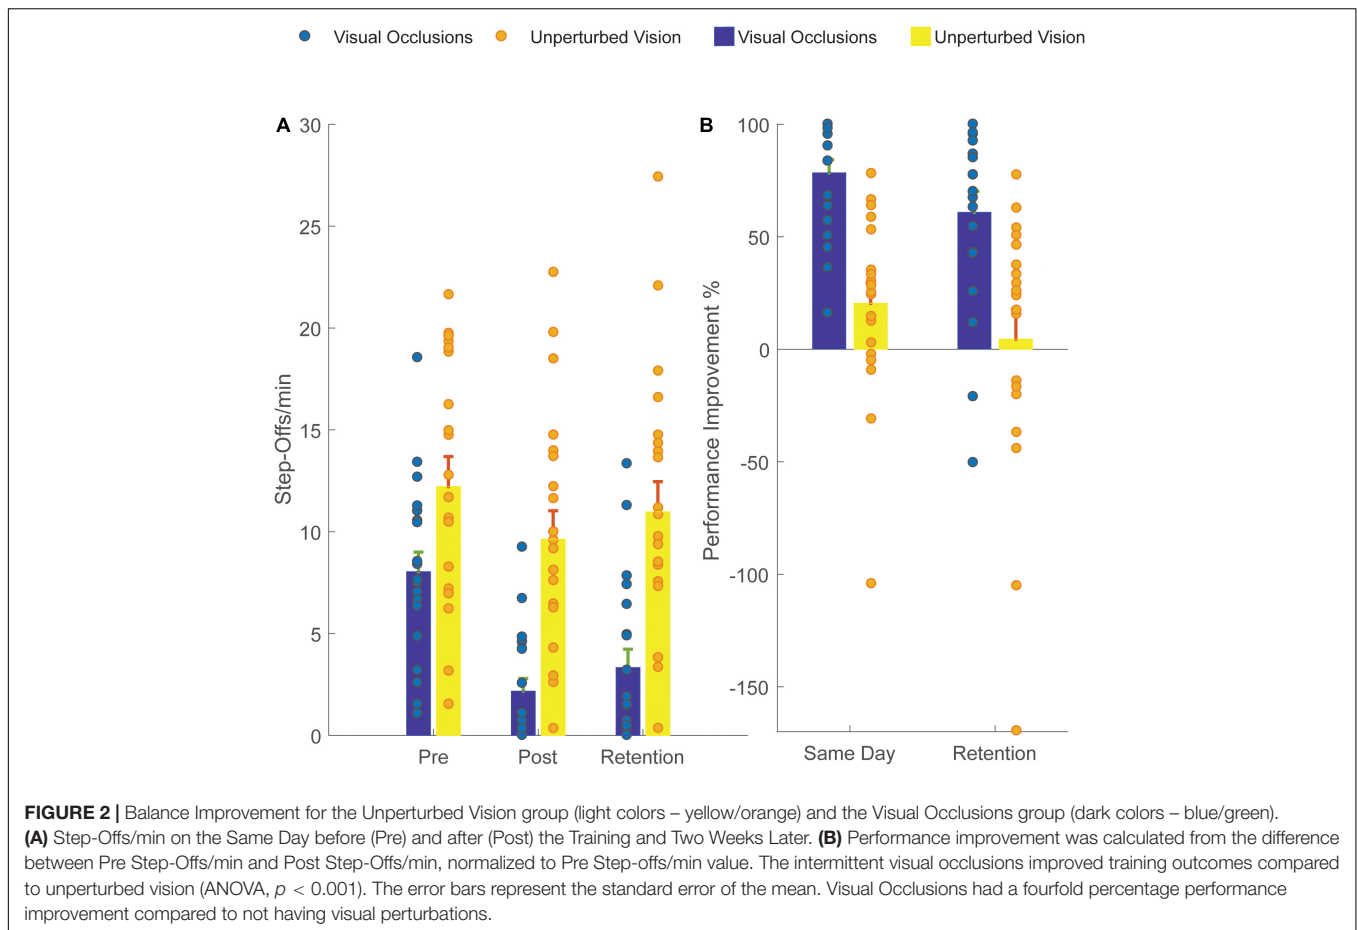 Visual Occlusions Unperturbed Vision Visual Occlusions Unperturbed Vision
A
30
25
20
15
10
5
0
Step-Offs/min
Pre Post Retention
B
100
50
0
-50
-100
-150
Performance Improvement %
Same Day Retention
FIGURE 2 | Balance Improvement for the Unperturbed Vision group (light colors – yellow/orange) and the Visual Occlusions group (dark colors – blue/green).
(A) Step-Offs/min on the Same Day before (Pre) and after (Post) the Training and Two Weeks Later. (B) Performance improvement was calculated from the difference
between Pre Step-Offs/min and Post Step-Offs/min, normalized to Pre Step-offs/min value. The intermittent visual occlusions improved training outcomes compared
to unperturbed vision (ANOVA, p < 0.001). The error bars represent the standard error of the mean. Visual Occlusions had a fourfold percentage performance
improvement compared to not having visual perturbations.